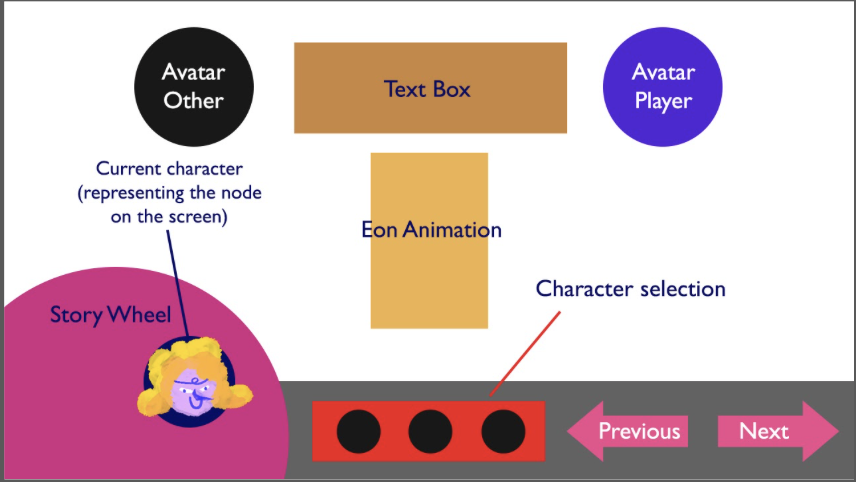 Avatar
Other
Text Box
Avatar
Player
Current character
(representing the node
on the screen)
Eon Animation
Character selection
Story Wheel
Previous
Next